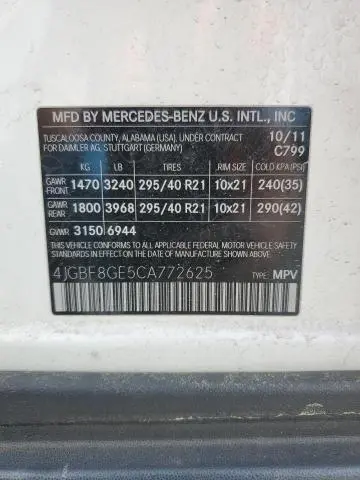 MFD BY MERCEDES-BENZ U.S. INTL., INC
TUSCALOOSA COUNTY, ALABAMA (USA), UNDER CONTRACT 10/11
FOR DAIMLER AG, STUTTGART (GERMANY) C799
KG LB TIRES RIM SIZE COLD KPA (PSI)
GAWR -FRONT 1470 3240 295/40 R21 10x21 240(35)
GAWR REAR 1800 3968 295/40 R21 10x21 290(42)
GVWR 3150 6944
THIS VEHICLE CONFORMS TO ALL APPLICABLE U.S. FEDERAL MOTOR VEHICLE SAFETY STANDARDS IN EFFECT ON THE DATE OF MANUFACTURE SHOWN ABOVE
4JGBF8GE5CA772625 TYPE: MPV